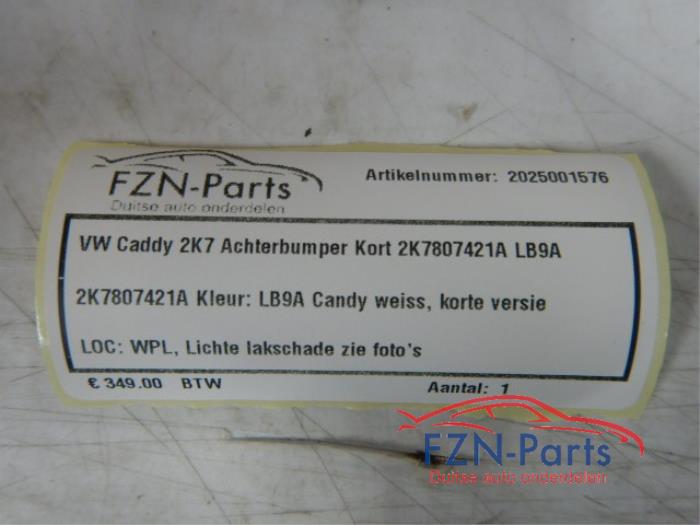 FZN-Parts
Duitse auto onderdelen
Artikelnummer: 2025001576
VW Caddy 2K7 Achterbumper Kort 2K7807421A LB9A
2K7807421A Kleur: LB9A Candy weiss, korte versie
LOC: WPL, Lichte lakschade zie foto's
€ 349.00 BTW
Aantal: 1
FZN-Parts
Duitse auto onderdelen